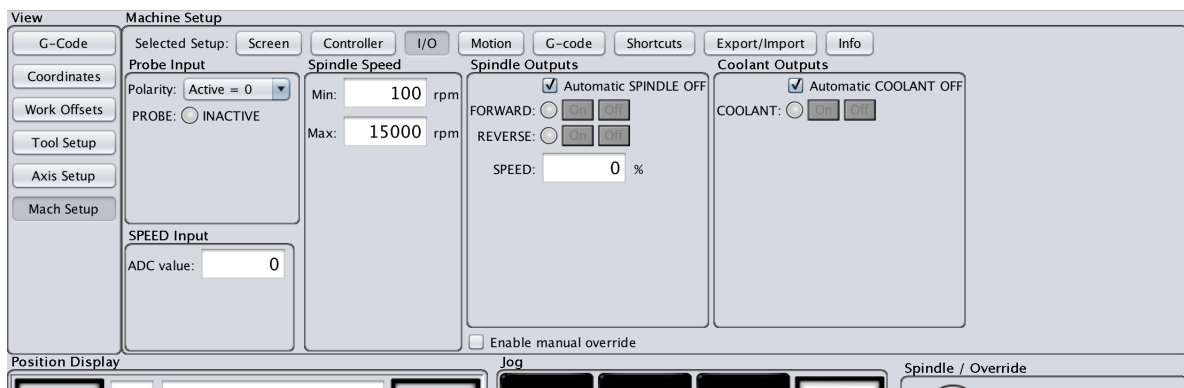 View
Machine Setup
G-Code
Coordinates
Work Offsets
Tool Setup
Axis Setup
Mach Setup
Selected Setup: Screen Controller I/O Motion G-code Shortcuts Export/Import Info
Probe Input
Polarity: Active = 0
PROBE: INACTIVE
SPEED Input
ADC value: 0
Spindle Speed
Min: 100 rpm
Max: 15000 rpm
Spindle Outputs
Automatic SPINDLE OFF
FORWARD: On Off
REVERSE: On Off
SPEED: 0 %
Coolant Outputs
Automatic COOLANT OFF
COOLANT: On Off
Enable manual override
Position Display
Jog
Spindle / Override